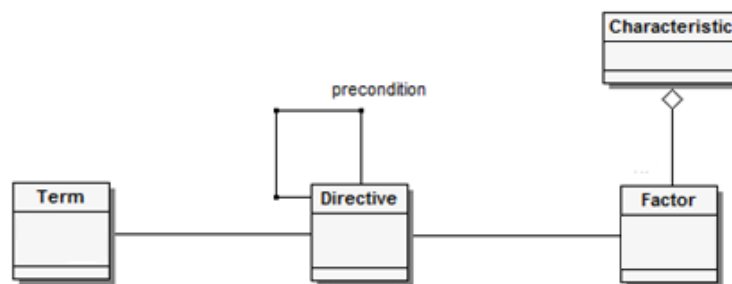 Characteristic
precondition
Term
Directive
Factor
...